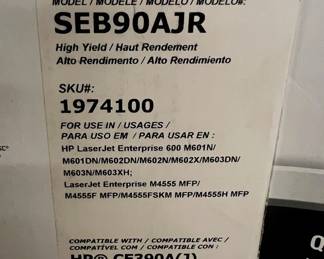 MODEL / MODÈLE / MODELO / MODELO#:
SEB90AJR
High Yield / Haut Rendement
Alto Rendimento / Alto Rendimiento
SKU#:
1974100
FOR USE IN / USAGES /
PARA USO EM / PARA USAR EN :
HP LaserJet Enterprise 600 M601N/
M601DN/M602DN/M602N/M602X/M603DN/
M603N/M603XH;
LaserJet Enterprise M4555 MFP/
M4555F MFP/M4555FSKM MFP/M4555H MFP
COMPATIBLE WITH / COMPATIBLE AVEC /
COMPATÍVEL COM / COMPATIBLE CON :
HP® CE390A(J)
Q